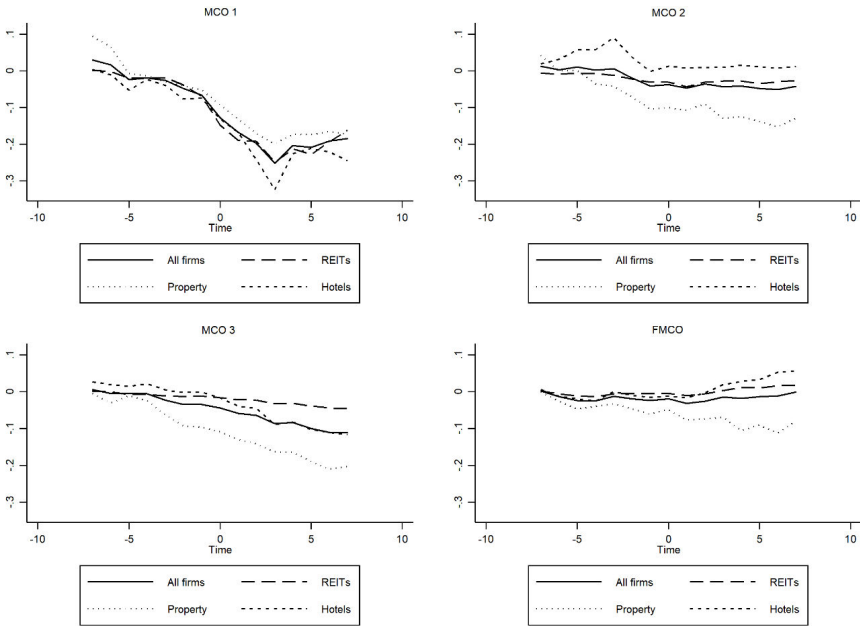 MCO 1
.1
0
-.1
-.2
-.3
-10 -5 0 5 10
Time
All firms REITs
Property Hotels
MCO 2
.1
0
-.1
-.2
-.3
-10 -5 0 5 10
Time
All firms REITs
Property Hotels
MCO 3
.1
0
-.1
-.2
-.3
-10 -5 0 5 10
Time
All firms REITs
Property Hotels
FMCO
.1
0
-.1
-.2
-.3
-10 -5 0 5 10
Time
All firms REITs
Property Hotels